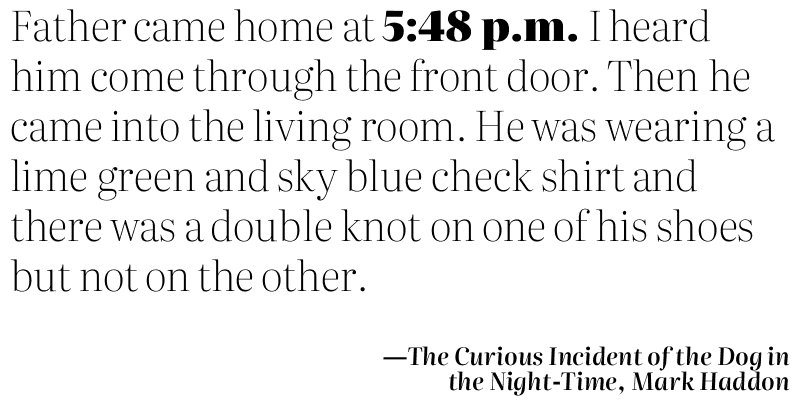 Father came home at 5:48 p.m. I heard
him come through the front door. Then he
came into the living room. He was wearing a
lime green and sky blue check shirt and
there was a double knot on one of his shoes
but not on the other.
—The Curious Incident of the Dog in
the Night-Time, Mark Haddon